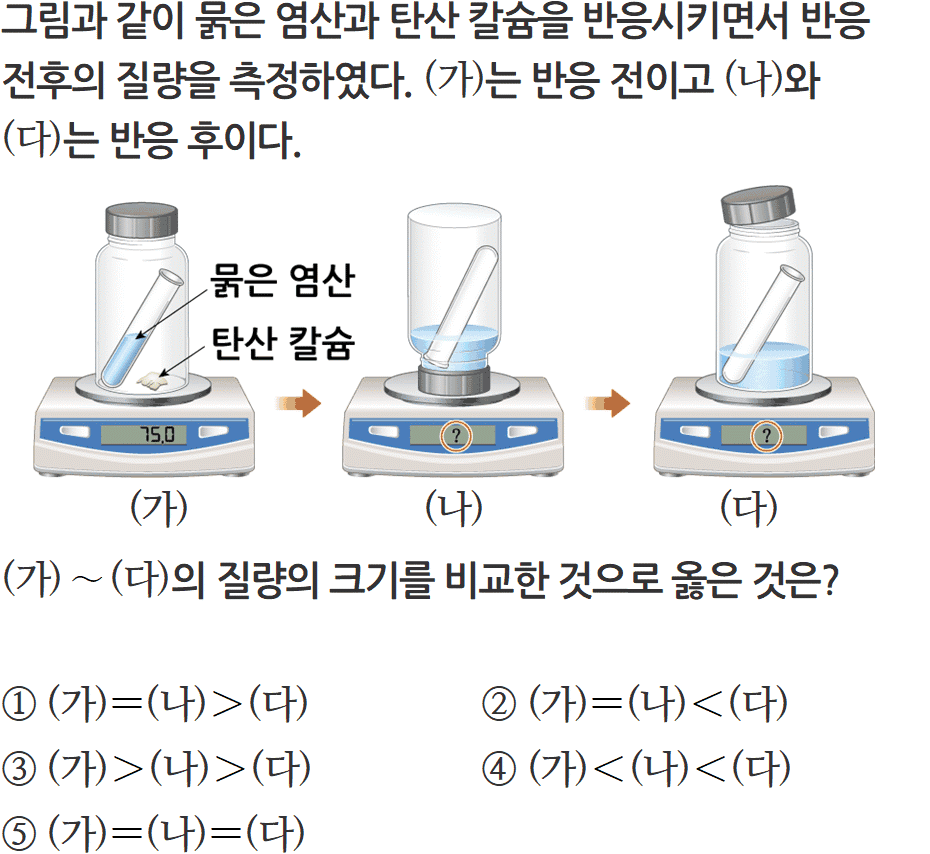 그림과 같이 묽은 염산과 탄산 칼슘을 반응시키면서 반응
전후의 질량을 측정하였다. (가)는 반응 전이고 (나)와
(다)는 반응 후이다.
묽은 염산
탄산 칼슘
75.0
?
?
(가)
(나)
(다)
(가) ~ (다)의 질량의 크기를 비교한 것으로 옳은 것은?
① (가)=(나)>(다)
② (가)=(나)<(다)
③ (가)>(나)>(다)
④ (가)<(나)<(다)
⑤ (가)=(나)=(다)